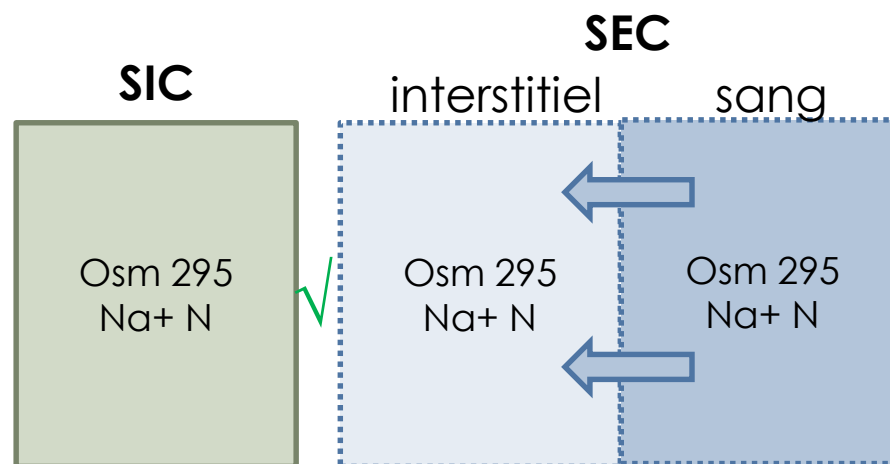 SEC
SIC
interstitiel
sang
Osm 295
Na+ N
Osm 295
Na+ N
Osm 295
Na+ N